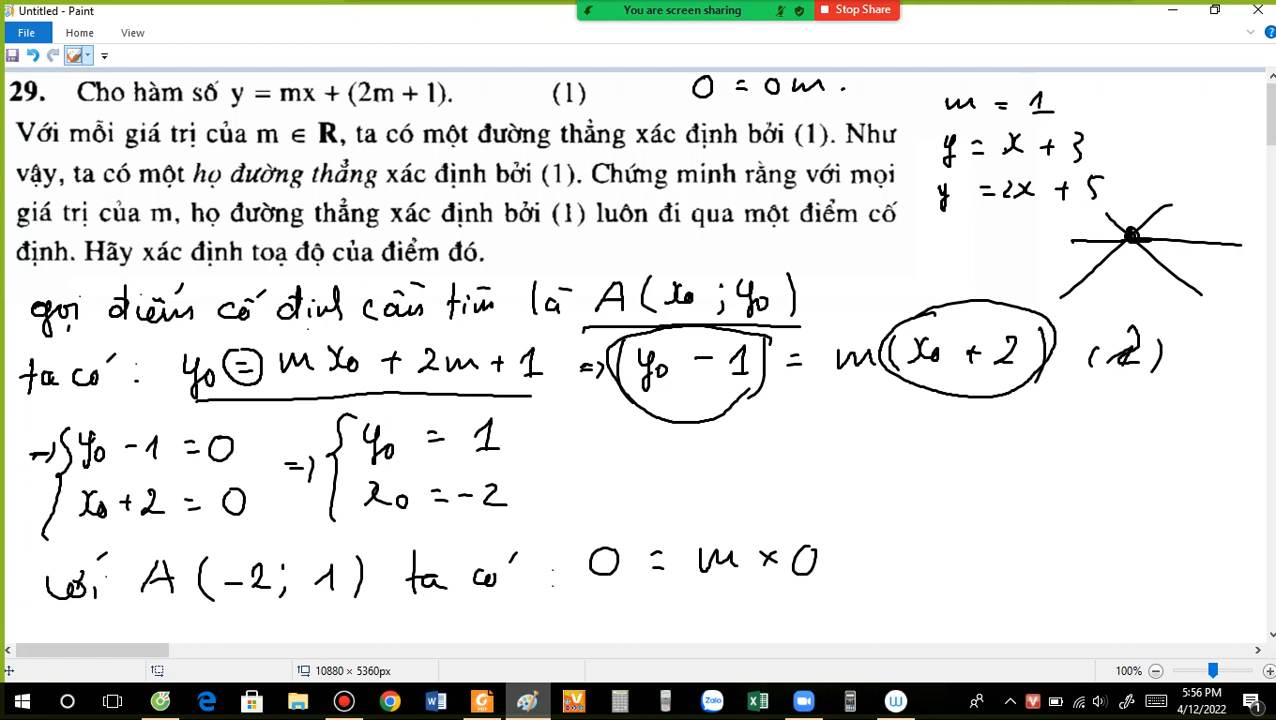 Untitled - Paint
You are screen sharing
Stop Share
File Home View
29. Cho hàm số y = mx + (2m + 1). (1)
Với mỗi giá trị của m ∈ R, ta có một đường thẳng xác định bởi (1). Như
vậy, ta có một họ đường thẳng xác định bởi (1). Chứng minh rằng với mọi
giá trị của m, họ đường thẳng xác định bởi (1) luôn đi qua một điểm cố
định. Hãy xác định toạ độ của điểm đó.
0 = 0m.
m = 1
y = x + 3
y = 2x + 5
gọi điểm cố định cần tìm là A(x₀; y₀)
ta có: y₀ = mx₀ + 2m + 1 => (y₀ - 1) = m(x₀ + 2) (2)
y₀ - 1 = 0 => y₀ = 1
x₀ + 2 = 0 x₀ = -2
với A(-2; 1) ta có: 0 = m × 0
10880 × 5360px
100%
5:56 PM
4/12/2022